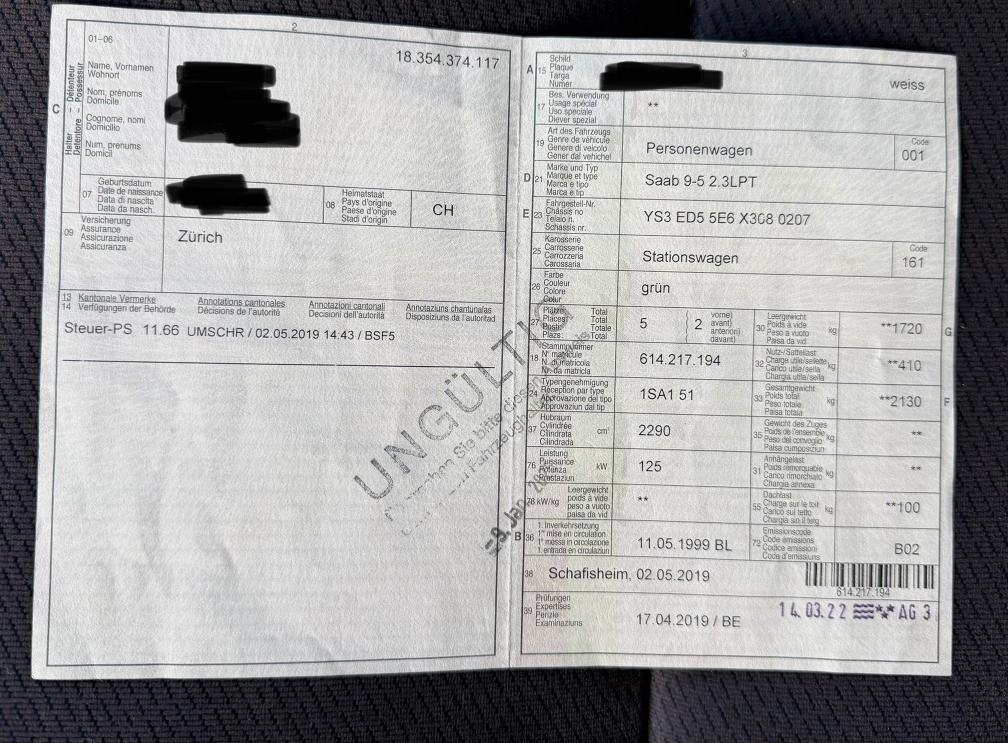 2
01-06
18.354.374.117
C
Halter – Détenteur
Detentore – Possessur
Name, Vornamen
Wohnort
Nom, prénoms
Domicile
Cognome, nomi
Domicilio
Num, prenums
Domicil
07
Geburtsdatum
Date de naissance
Data di nascita
Data da nasch.
08
Heimatstaat
Pays d'origine
Paese d'origine
Stadi d'origin
CH
09
Versicherung
Assurance
Assicurazione
Assicuranza
Zürich
13
14
Kantonale Vermerke
Verfügungen der Behörde
Annotations cantonales
Décisions de l'autorité
Annotazioni cantonali
Decisioni dell'autorità
Annotaziuns chantunalas
Disposiziuns da l'autoritad
Steuer-PS 11.66 UMSCHR / 02.05.2019 14:43 / BSF5
UNGÜLTIG
Sie bitte
3
A
15
Schild
Plaque
Targa
Numer
weiss
17
Bes. Verwendung
Usage spécial
Uso speciale
Diever spezial
**
19
Art des Fahrzeugs
Genre de véhicule
Genere di veicolo
Gener dal vehichel
Personenwagen
Code
001
D
21
Marke und Typ
Marque et type
Marca e tipo
Marca e tip
Saab 9-5 2.3LPT
E
23
Fahrgestell-Nr.
Châssis no
Telaio n.
Schassis nr.
YS3 ED5 5E6 X308 0207
25
Karosserie
Carrosserie
Carrozzeria
Carossaria
Stationswagen
Code
161
26
Farbe
Couleur
Colore
Colur
grün
27
Plätze
Places
Posti
Plazs
Total
Total
Totale
Total
5
2
vorne)
avant)
anteriori)
davant)
30
Leergewicht
Poids à vide
Peso a vuoto
Paisa da vid
kg
**1720
G
18
Stammnummer
N° matricule
N. di matricola
Nr. da matricla
614.217.194
32
Nutz-/Sattellast
Charge utile/sellette
Carico utile/sella
Chargia utila/sella
kg
**410
24
Typengenehmigung
Réception par type
Approvazione del tipo
Approvaziun dal tip
1SA1 51
33
Gesamtgewicht
Poids total
Peso totale
Paisa totala
kg
**2130
F
37
Hubraum
Cylindrée
Cilindrata
Cilindrada
cm³
2290
35
Gewicht des Zuges
Poids de l'ensemble
Peso del convoglio
Paisa cumposiziun
kg
**
76
Leistung
Puissance
Potenza
Prestaziun
kW
125
31
Anhängelast
Poids remorquable
Carico rimorchiato
Chargia annexa
kg
**
78 kW/kg
Leergewicht
poids à vide
peso a vuoto
paisa da vid
**
55
Dachlast
Charge sur le toit
Carico sul tetto
Chargia sin il tetg
kg
**100
B
36
1. Inverkehrsetzung
1re mise en circulation
1a messa in circolazione
1. entrada en circulaziun
11.05.1999 BL
72
Emissionscode
Code émissions
Codice emissioni
Code d'emissiuns
B02
38
Schafisheim, 02.05.2019
614.217.194
39
Prüfungen
Expertises
Perizie
Examinaziuns
17.04.2019 / BE
14.03.22 AG 3